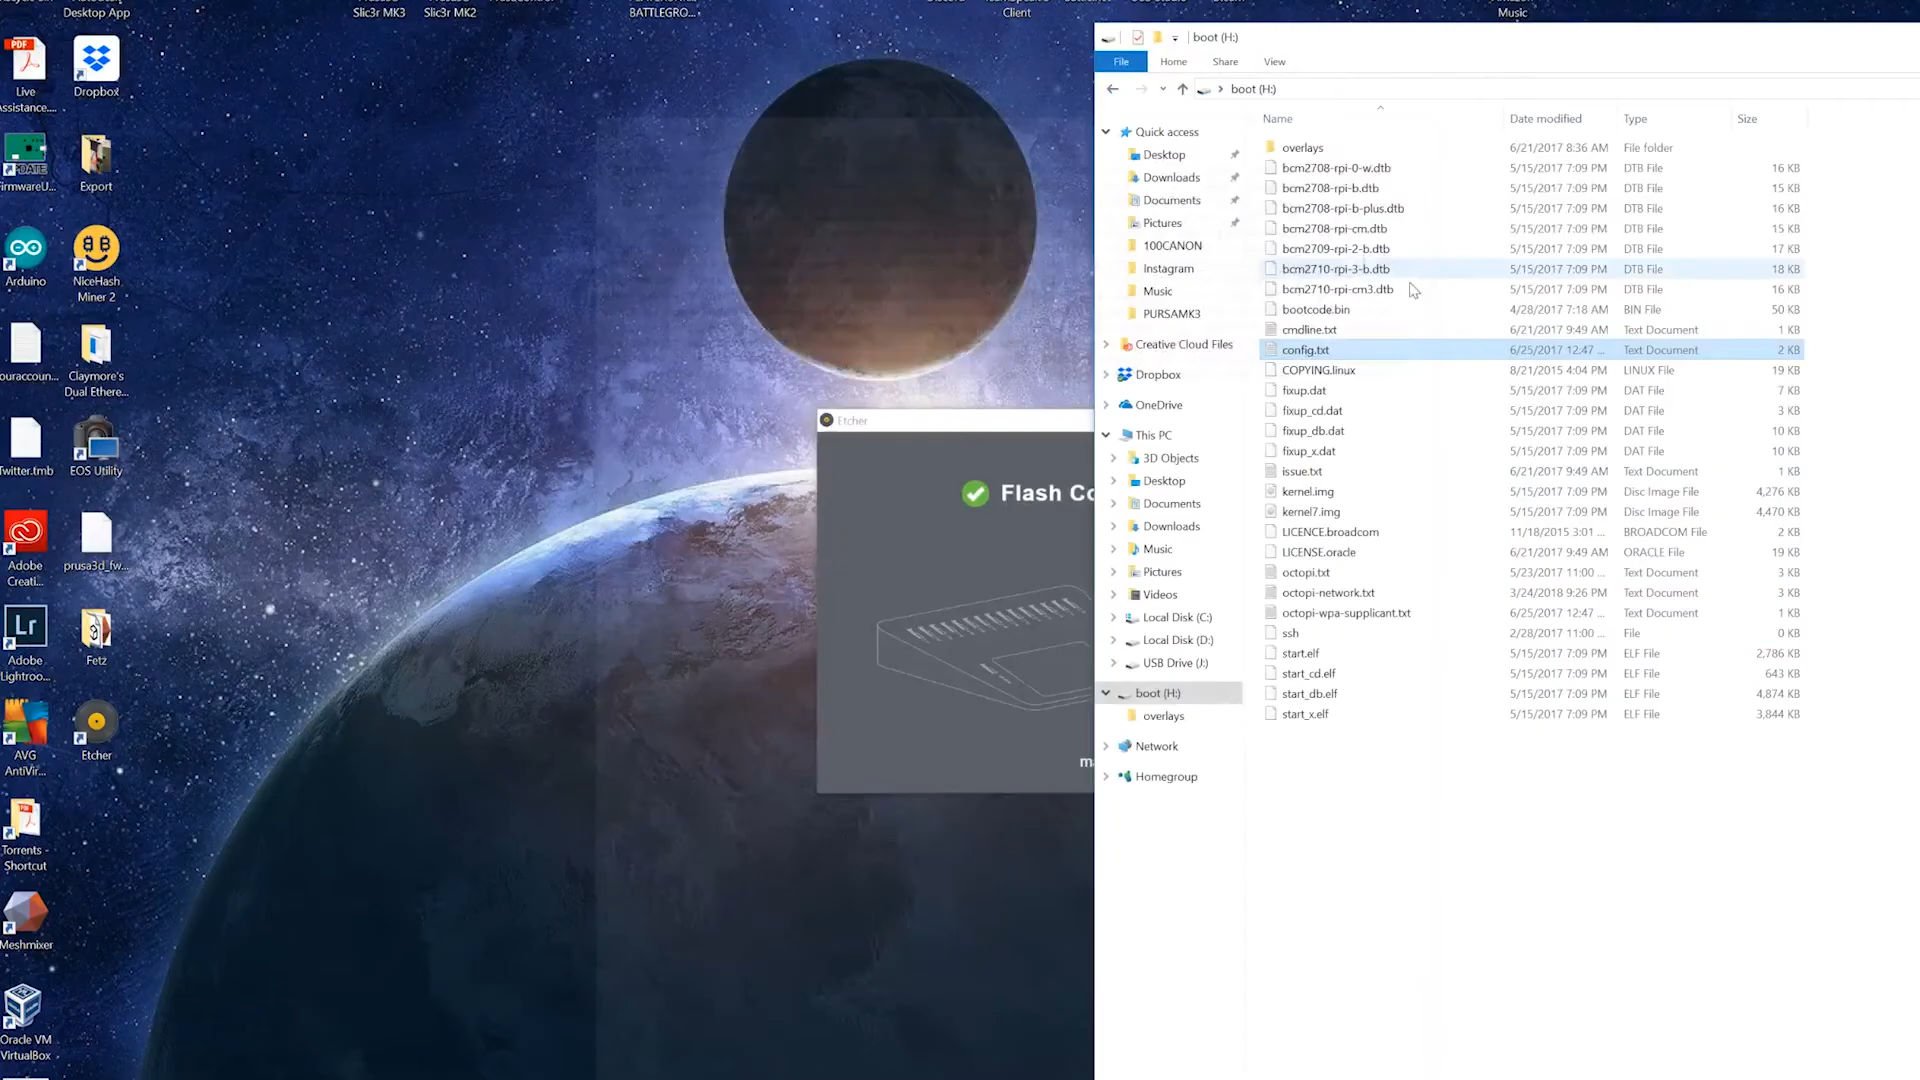 Desktop App
Slic3r MK3
Slic3r MK2
BATTLEGRO...
Client
Music
Live
Assistance....
Dropbox
FirmwareU...
Export
Arduino
NiceHash
Miner 2
ouraccoun...
Claymore's
Dual Ethere...
Twitter.tmb
EOS Utility
Adobe
Creati...
prusa3d_fw...
Adobe
Lightroo...
Fetz
AVG
AntiVir...
Etcher
Torrents -
Shortcut
Meshmixer
Oracle VM
VirtualBox
Etcher
Flash Co
ma
boot (H:)
File Home Share View
boot (H:)
Quick access
Desktop
Downloads
Documents
Pictures
100CANON
Instagram
Music
PURSAMK3
Creative Cloud Files
Dropbox
OneDrive
This PC
3D Objects
Desktop
Documents
Downloads
Music
Pictures
Videos
Local Disk (C:)
Local Disk (D:)
USB Drive (J:)
boot (H:)
overlays
Network
Homegroup
Name Date modified Type Size
overlays 6/21/2017 8:36 AM File folder
bcm2708-rpi-0-w.dtb 5/15/2017 7:09 PM DTB File 16 KB
bcm2708-rpi-b.dtb 5/15/2017 7:09 PM DTB File 15 KB
bcm2708-rpi-b-plus.dtb 5/15/2017 7:09 PM DTB File 16 KB
bcm2708-rpi-cm.dtb 5/15/2017 7:09 PM DTB File 15 KB
bcm2709-rpi-2-b.dtb 5/15/2017 7:09 PM DTB File 17 KB
bcm2710-rpi-3-b.dtb 5/15/2017 7:09 PM DTB File 18 KB
bcm2710-rpi-cm3.dtb 5/15/2017 7:09 PM DTB File 16 KB
bootcode.bin 4/28/2017 7:18 AM BIN File 50 KB
cmdline.txt 6/21/2017 9:49 AM Text Document 1 KB
config.txt 6/25/2017 12:47 ... Text Document 2 KB
COPYING.linux 8/21/2015 4:04 PM LINUX File 19 KB
fixup.dat 5/15/2017 7:09 PM DAT File 7 KB
fixup_cd.dat 5/15/2017 7:09 PM DAT File 3 KB
fixup_db.dat 5/15/2017 7:09 PM DAT File 10 KB
fixup_x.dat 5/15/2017 7:09 PM DAT File 10 KB
issue.txt 6/21/2017 9:49 AM Text Document 1 KB
kernel.img 5/15/2017 7:09 PM Disc Image File 4,276 KB
kernel7.img 5/15/2017 7:09 PM Disc Image File 4,470 KB
LICENCE.broadcom 11/18/2015 3:01 ... BROADCOM File 2 KB
LICENSE.oracle 6/21/2017 9:49 AM ORACLE File 19 KB
octopi.txt 5/23/2017 11:00 ... Text Document 3 KB
octopi-network.txt 3/24/2018 9:26 PM Text Document 3 KB
octopi-wpa-supplicant.txt 6/25/2017 12:47 ... Text Document 1 KB
ssh 2/28/2017 11:00 ... File 0 KB
start.elf 5/15/2017 7:09 PM ELF File 2,786 KB
start_cd.elf 5/15/2017 7:09 PM ELF File 643 KB
start_db.elf 5/15/2017 7:09 PM ELF File 4,874 KB
start_x.elf 5/15/2017 7:09 PM ELF File 3,844 KB